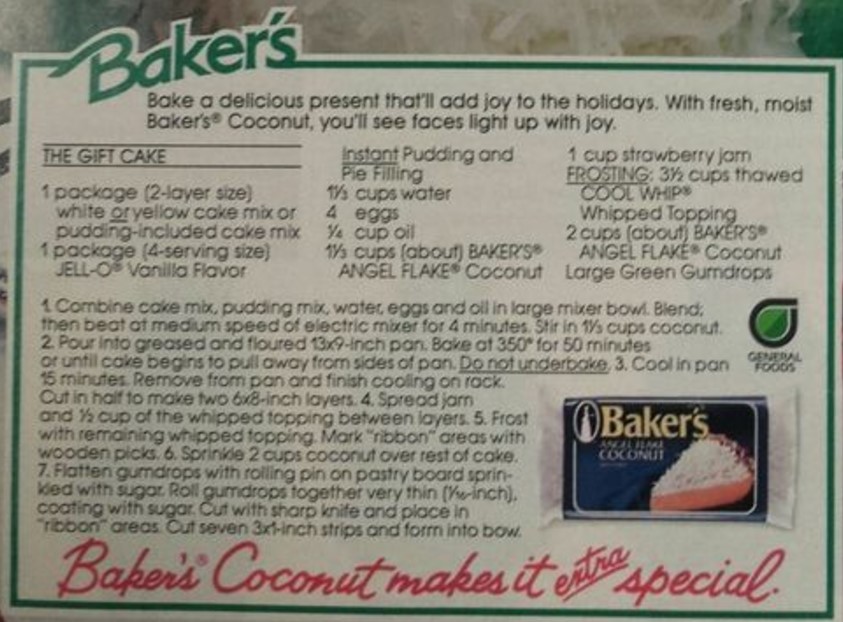 Baker's
Bake a delicious present that'll add joy to the holidays. With fresh, moist
Baker's® Coconut, you'll see faces light up with joy.
THE GIFT CAKE
1 package (2-layer size)
white or yellow cake mix or
pudding-included cake mix
1 package (4-serving size)
JELL-O® Vanilla Flavor
Instant Pudding and
Pie Filling
1⅓ cups water
4 eggs
¼ cup oil
1⅓ cups (about) BAKER'S®
ANGEL FLAKE® Coconut
1 cup strawberry jam
FROSTING: 3½ cups thawed
COOL WHIP®
Whipped Topping
2 cups (about) BAKER'S®
ANGEL FLAKE® Coconut
Large Green Gumdrops
1. Combine cake mix, pudding mix, water, eggs and oil in large mixer bowl. Blend;
then beat at medium speed of electric mixer for 4 minutes. Stir in 1⅓ cups coconut.
2. Pour into greased and floured 13x9-inch pan. Bake at 350° for 50 minutes
or until cake begins to pull away from sides of pan. Do not underbake. 3. Cool in pan
15 minutes. Remove from pan and finish cooling on rack.
Cut in half to make two 6x8-inch layers. 4. Spread jam
and ½ cup of the whipped topping between layers. 5. Frost
with remaining whipped topping. Mark "ribbon" areas with
wooden picks. 6. Sprinkle 2 cups coconut over rest of cake.
7. Flatten gumdrops with rolling pin on pastry board sprin-
kled with sugar. Roll gumdrops together very thin (1/16-inch),
coating with sugar. Cut with sharp knife and place in
"ribbon" areas. Cut seven 3x1-inch strips and form into bow.
GENERAL
FOODS
Baker's
ANGEL FLAKE
COCONUT
Baker's® Coconut makes it extra special.